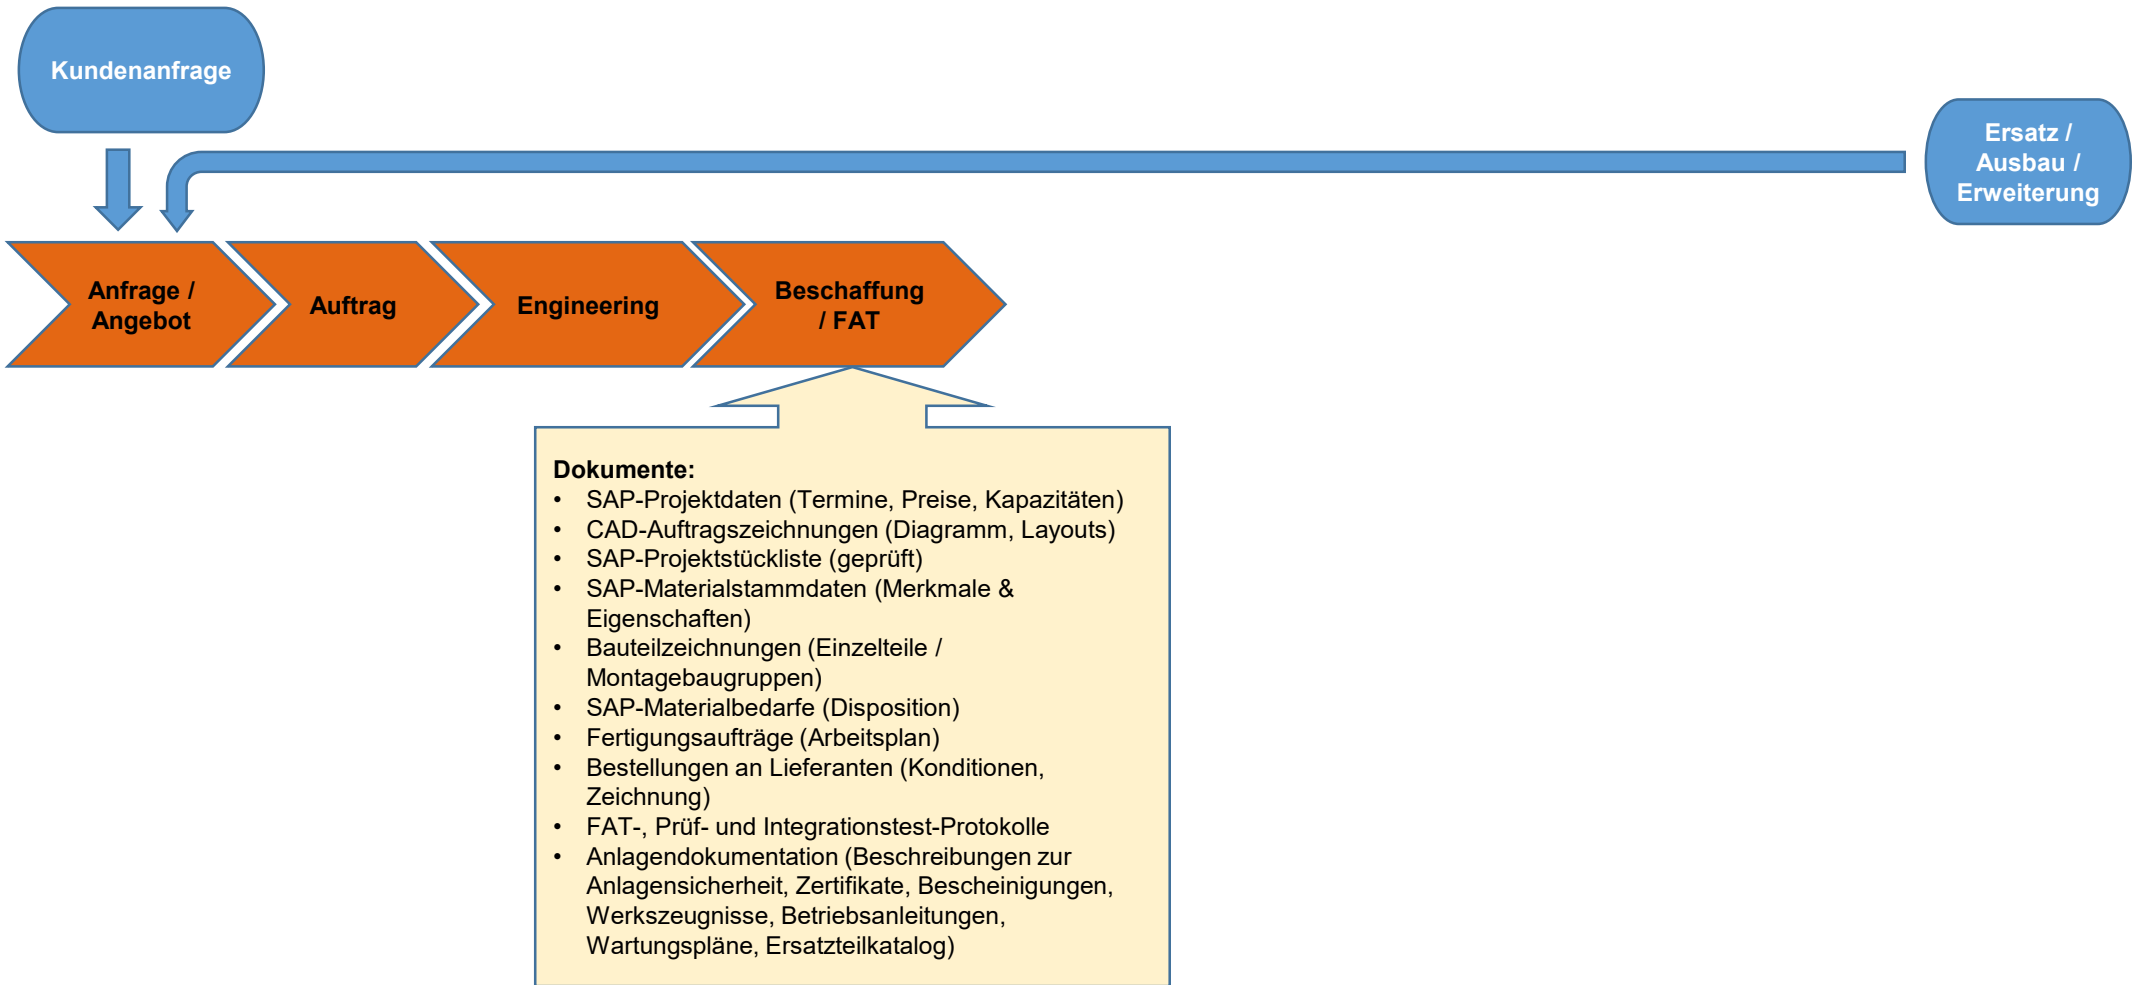 Kundenanfrage
Ersatz /
Ausbau /
Erweiterung
Anfrage /
Angebot
Auftrag
Engineering
Beschaffung
/ FAT
Dokumente:
• SAP-Projektdaten (Termine, Preise, Kapazitäten)
• CAD-Auftragszeichnungen (Diagramm, Layouts)
• SAP-Projektstückliste (geprüft)
• SAP-Materialstammdaten (Merkmale &
Eigenschaften)
• Bauteilzeichnungen (Einzelteile /
Montagebaugruppen)
• SAP-Materialbedarfe (Disposition)
• Fertigungsaufträge (Arbeitsplan)
• Bestellungen an Lieferanten (Konditionen,
Zeichnung)
• FAT-, Prüf- und Integrationstest-Protokolle
• Anlagendokumentation (Beschreibungen zur
Anlagensicherheit, Zertifikate, Bescheinigungen,
Werkszeugnisse, Betriebsanleitungen,
Wartungspläne, Ersatzteilkatalog)